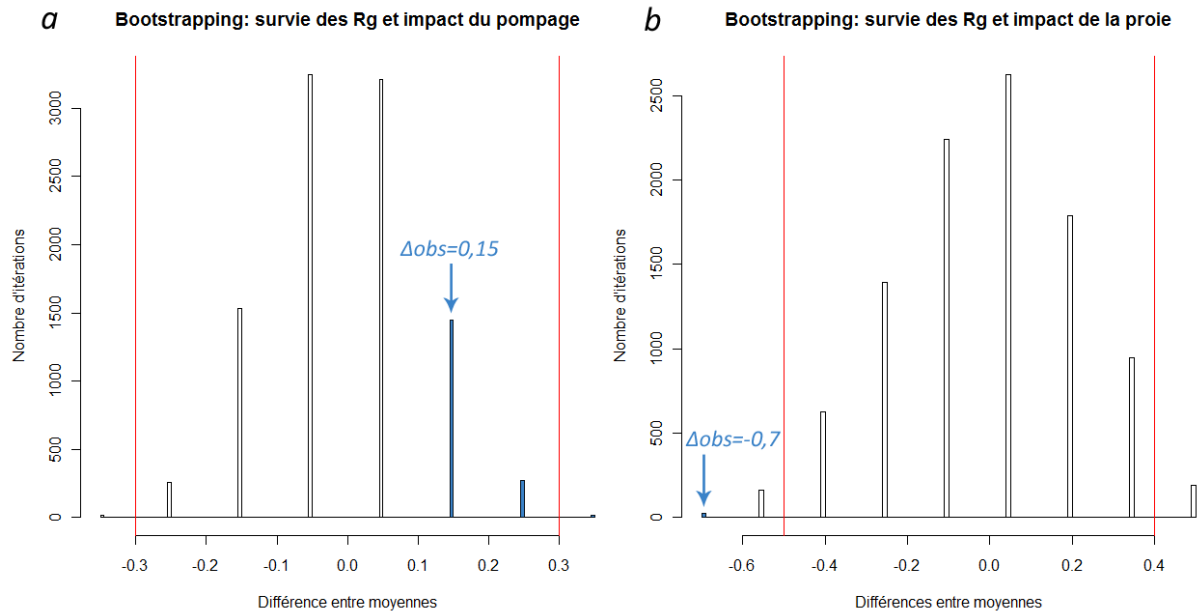 a
Bootstrapping: survie des Rg et impact du pompage
Nombre d'itérations
0
500
1000
1500
2000
2500
3000
Δobs=0,15
-0.3
-0.2
-0.1
0.0
0.1
0.2
0.3
Différence entre moyennes
b
Bootstrapping: survie des Rg et impact de la proie
Nombre d'itérations
0
500
1000
1500
2000
2500
Δobs=-0,7
-0.6
-0.4
-0.2
0.0
0.2
0.4
Différences entre moyennes